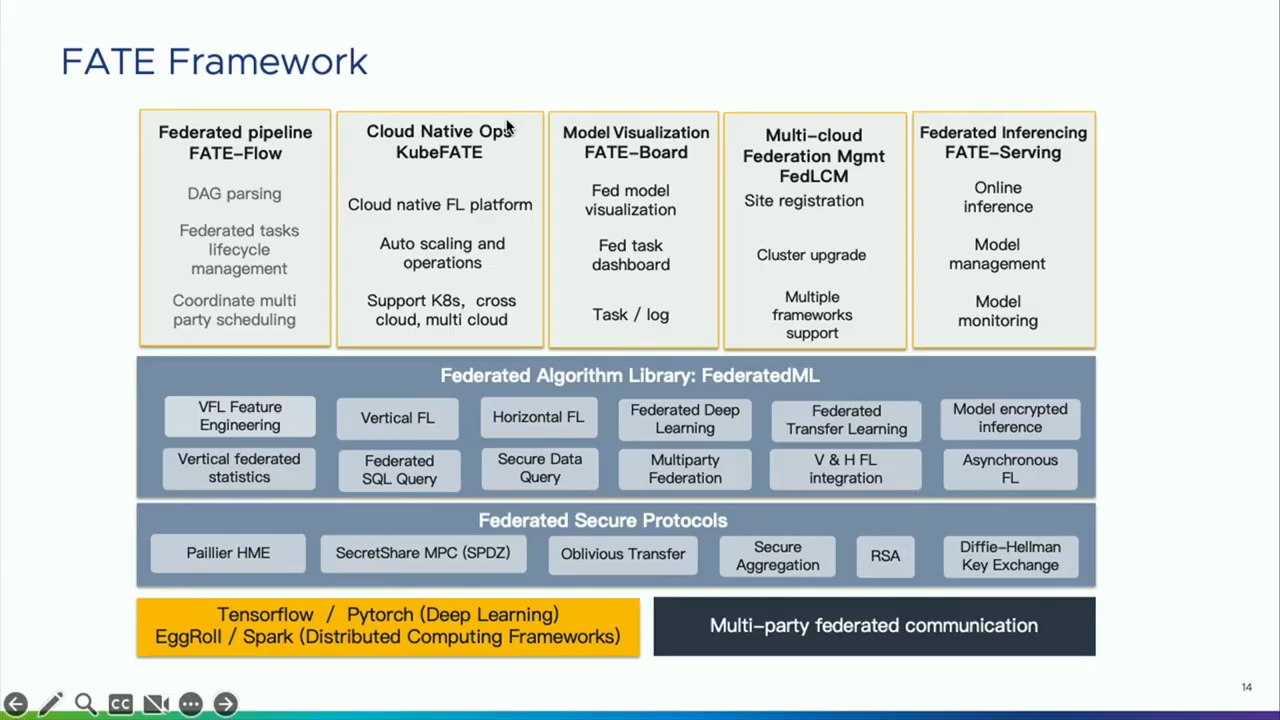 FATE Framework
Federated pipeline
FATE-Flow
DAG parsing
Federated tasks
lifecycle
management
Coordinate multi
party scheduling
Cloud Native Ops
KubeFATE
Cloud native FL platform
Auto scaling and
operations
Support K8s, cross
cloud, multi cloud
Model Visualization
FATE-Board
Fed model
visualization
Fed task
dashboard
Task / log
Multi-cloud
Federation Mgmt
FedLCM
Site registration
Cluster upgrade
Multiple
frameworks
support
Federated Inferencing
FATE-Serving
Online
inference
Model
management
Model
monitoring
Federated Algorithm Library: FederatedML
VFL Feature
Engineering
Vertical FL
Horizontal FL
Federated Deep
Learning
Federated
Transfer Learning
Model encrypted
inference
Vertical federated
statistics
Federated
SQL Query
Secure Data
Query
Multiparty
Federation
V & H FL
integration
Asynchronous
FL
Federated Secure Protocols
Paillier HME
SecretShare MPC (SPDZ)
Oblivious Transfer
Secure
Aggregation
RSA
Diffie-Hellman
Key Exchange
Tensorflow / Pytorch (Deep Learning)
EggRoll / Spark (Distributed Computing Frameworks)
Multi-party federated communication
14
CC